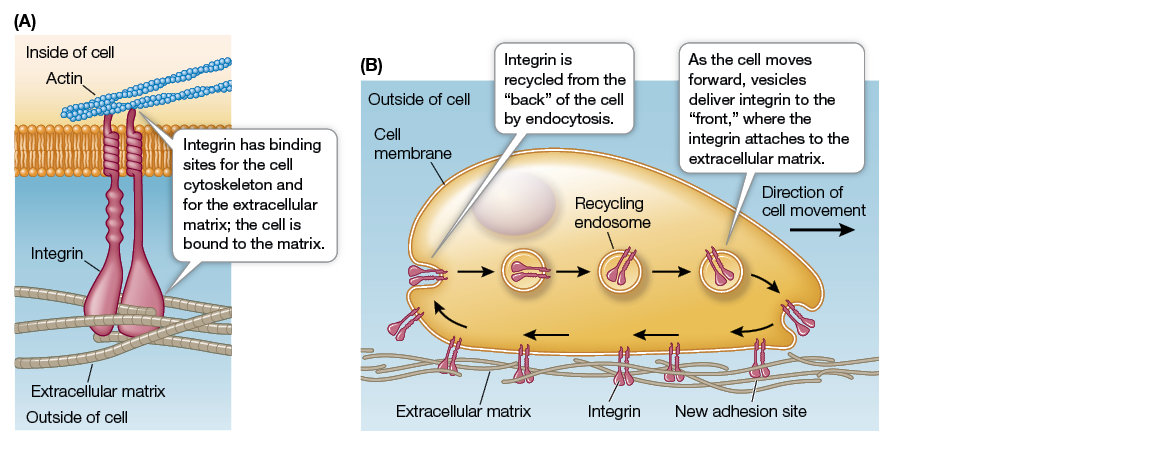 (A)
Inside of cell
Actin
Integrin has binding
sites for the cell
cytoskeleton and
for the extracellular
matrix; the cell is
bound to the matrix.
Integrin
Extracellular matrix
Outside of cell
(B)
Outside of cell
Cell
membrane
Integrin is
recycled from the
“back” of the cell
by endocytosis.
As the cell moves
forward, vesicles
deliver integrin to the
“front,” where the
integrin attaches to the
extracellular matrix.
Recycling
endosome
Direction of
cell movement
Extracellular matrix
Integrin
New adhesion site